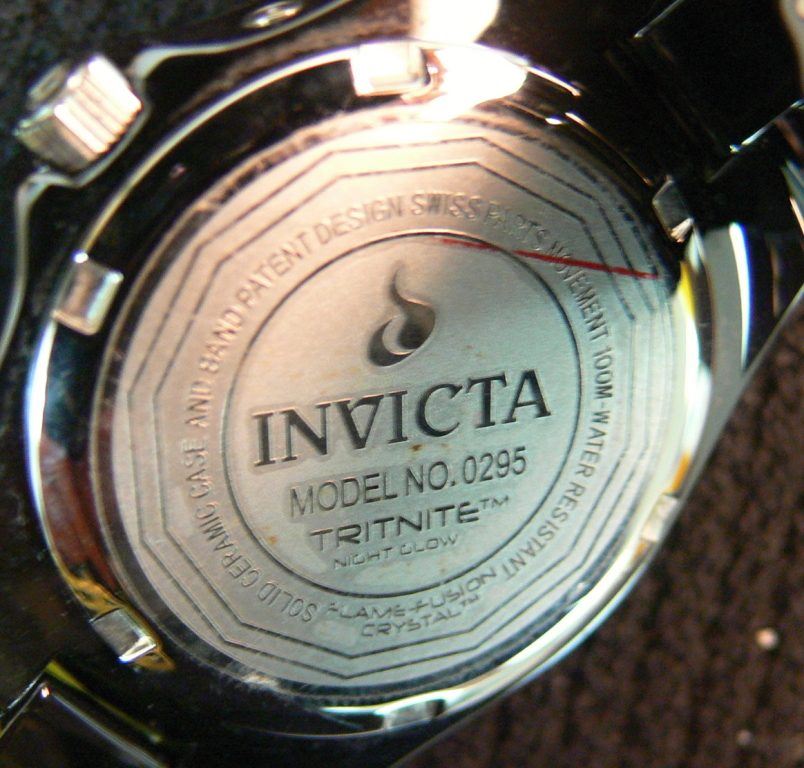 INVICTA
MODEL NO. 0295
TRITNITE™
NIGHT GLOW
SOLID CERAMIC CASE AND BAND PATENT DESIGN SWISS PARTS MOVEMENT 100M-WATER RESISTANT
FLAME-FUSION
CRYSTAL™